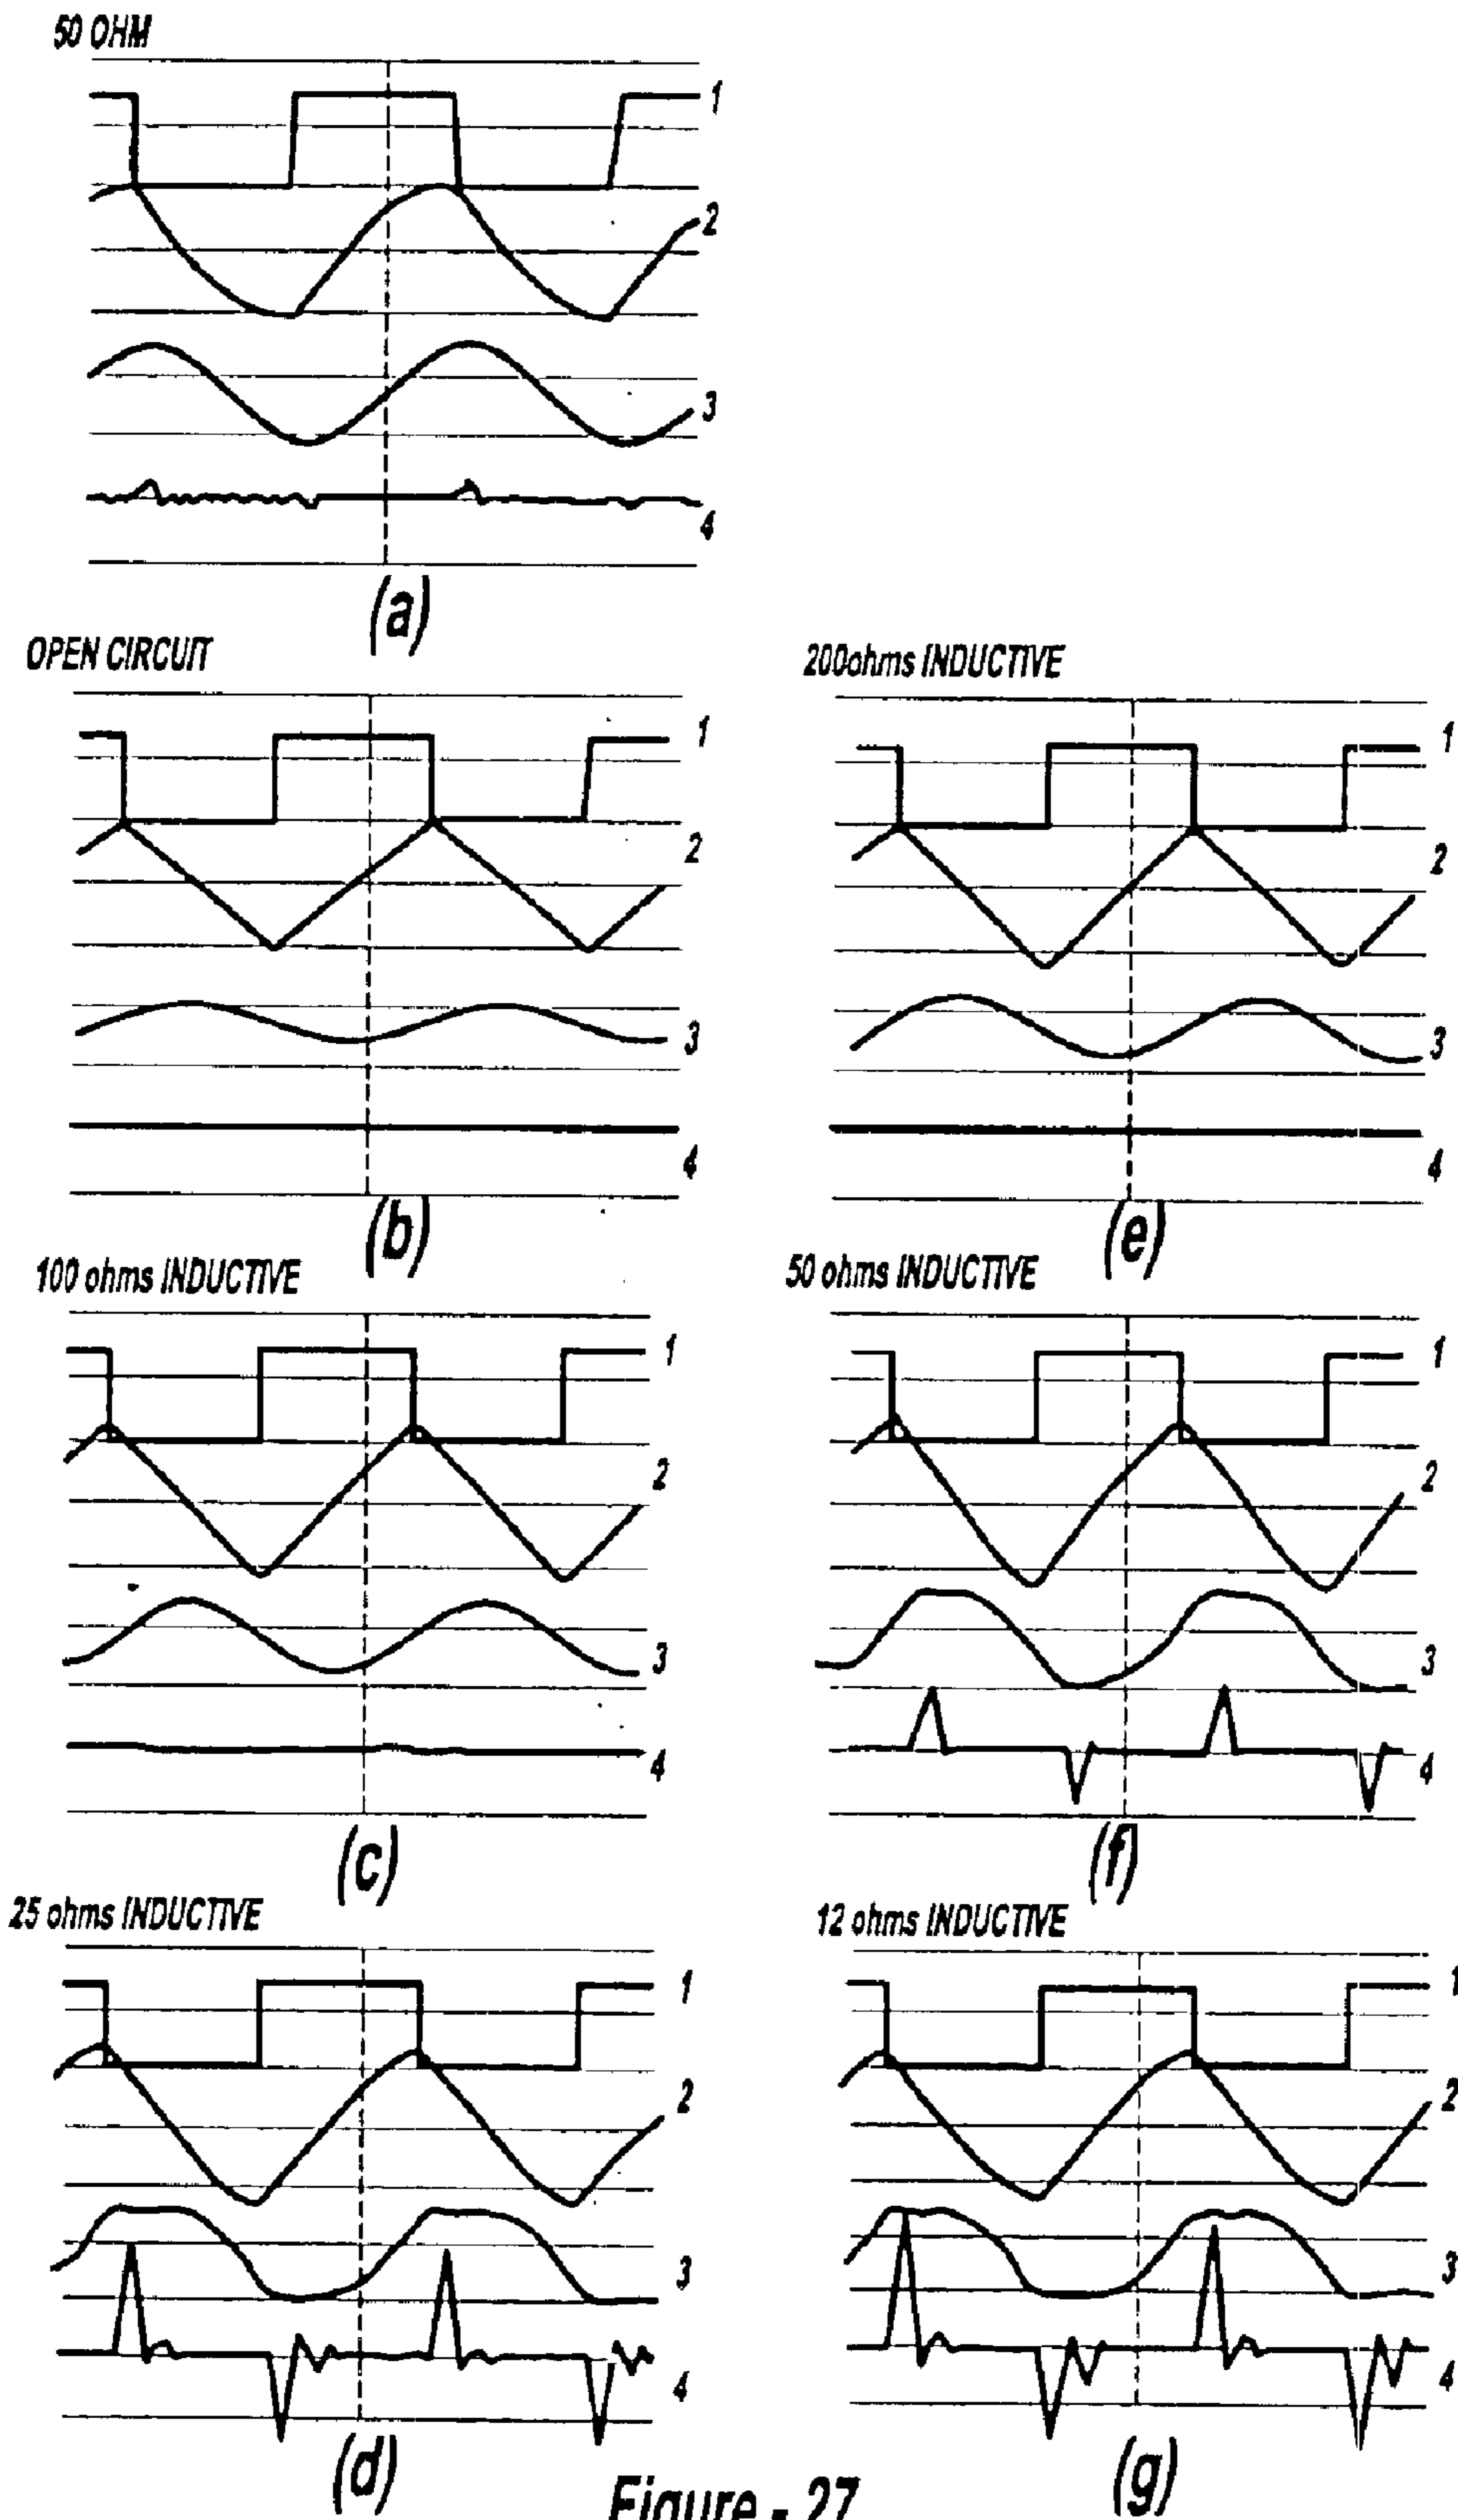 50 OHM
1
2
3
4
(a)
OPEN CIRCUIT
1
2
3
4
(b)
200ohms INDUCTIVE
1
2
3
4
(e)
100 ohms INDUCTIVE
1
2
3
4
(c)
50 ohms INDUCTIVE
1
2
3
4
(f)
25 ohms INDUCTIVE
1
2
3
4
(d)
12 ohms INDUCTIVE
1
2
3
4
(g)
Figure - 27